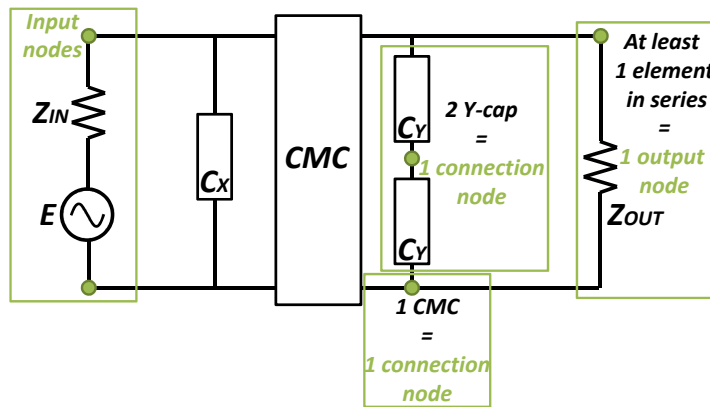 Input
nodes
ZIN
E
CX
CMC
CY
CY
2 Y-cap
=
1 connection
node
1 CMC
=
1 connection
node
At least
1 element
in series
=
1 output
node
ZOUT